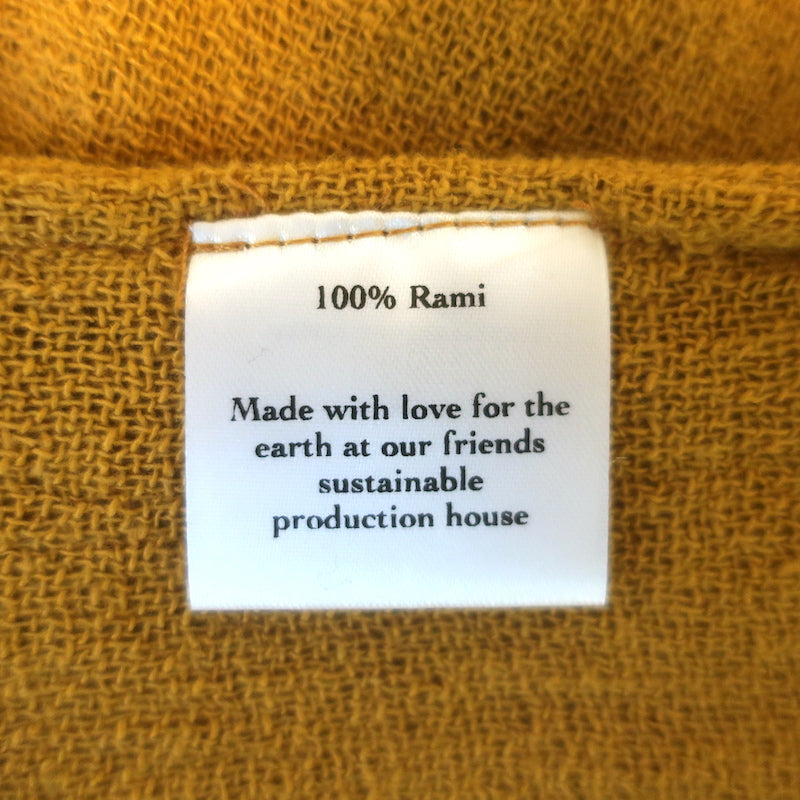 100% Rami
Made with love for the
earth at our friends
sustainable
production house